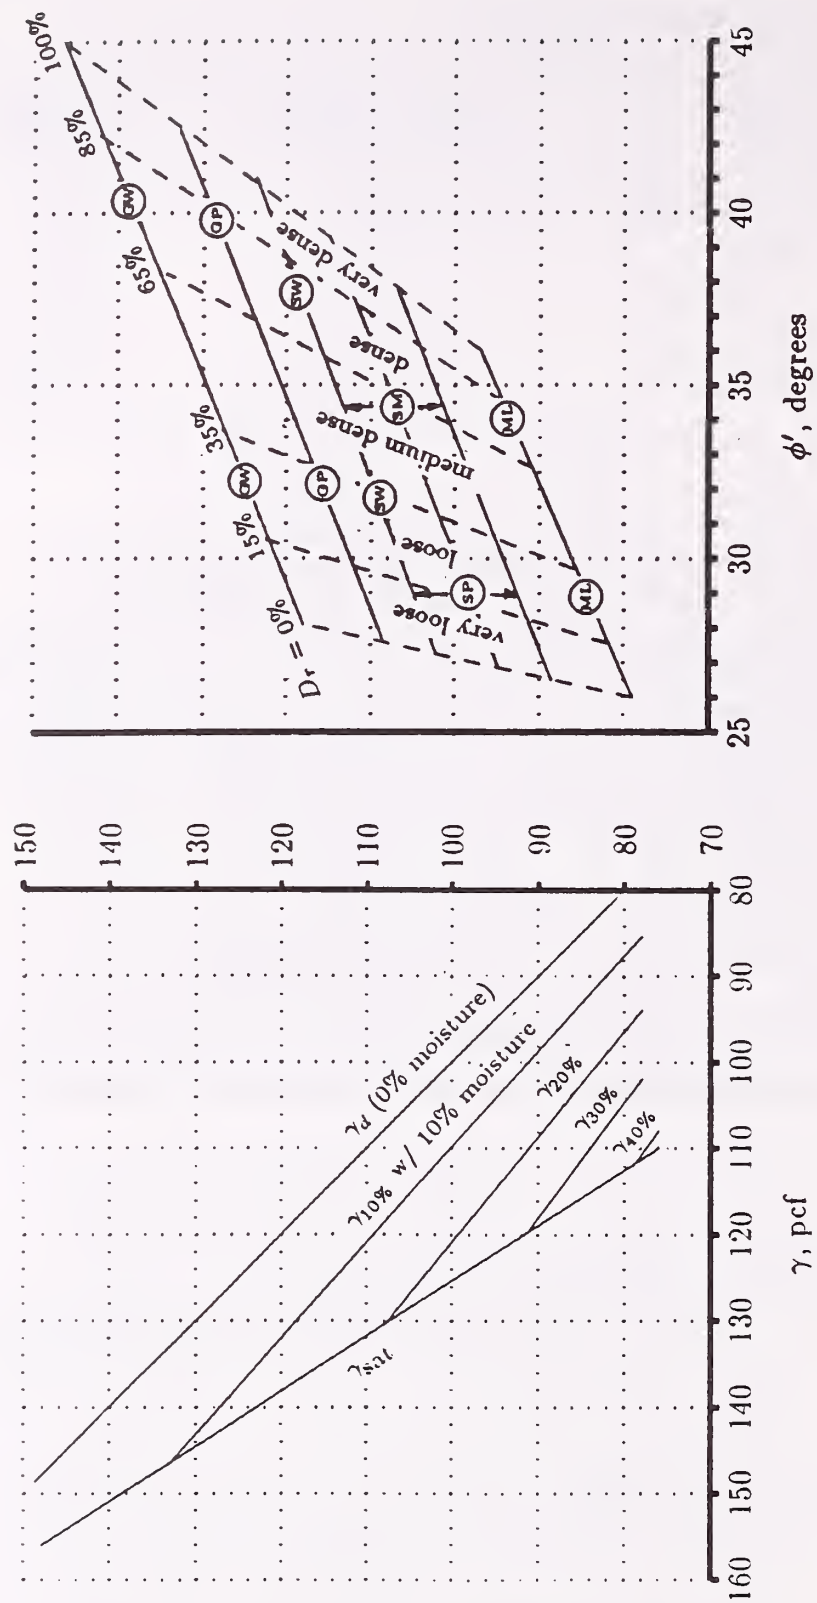 150
140
130
120
110
100
90
80
70
160
150
140
130
120
110
100
90
80
γ, pcf
γd (0% moisture)
γ10% w/ 10% moisture
γ20%
γ30%
γ40%
γsat
25
30
35
40
45
φ′, degrees
Dr = 0%
15%
35%
65%
85%
100%
GW
GW
GP
GP
SW
SW
SM
SP
ML
ML
very loose
loose
medium dense
dense
very dense